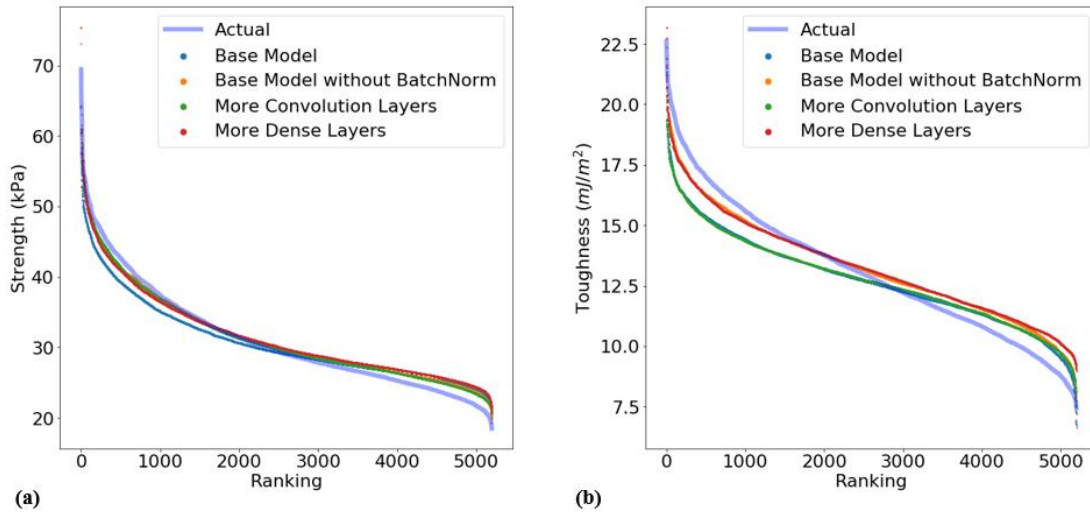 Actual
Base Model
Base Model without BatchNorm
More Convolution Layers
More Dense Layers
70
60
50
40
30
20
Strength (kPa)
0 1000 2000 3000 4000 5000
Ranking
(a)
Actual
Base Model
Base Model without BatchNorm
More Convolution Layers
More Dense Layers
22.5
20.0
17.5
15.0
12.5
10.0
7.5
Toughness (mJ/m²)
0 1000 2000 3000 4000 5000
Ranking
(b)